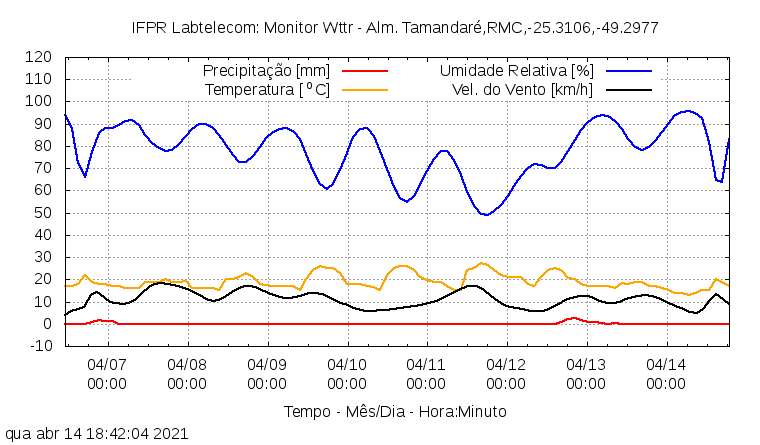 IFPR Labtelecom: Monitor Wttr - Alm. Tamandaré,RMC,-25.3106,-49.2977
120
110
100
90
80
70
60
50
40
30
20
10
0
-10
Precipitação [mm]
Temperatura [⁰C]
Umidade Relativa [%]
Vel. do Vento [km/h]
04/07 04/08 04/09 04/10 04/11 04/12 04/13 04/14
00:00 00:00 00:00 00:00 00:00 00:00 00:00 00:00
Tempo - Mês/Dia - Hora:Minuto
qua abr 14 18:42:04 2021